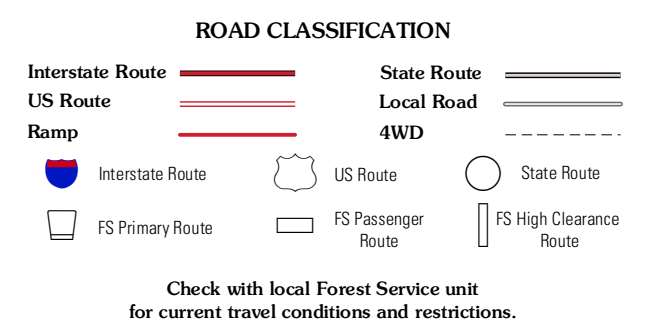 ROAD CLASSIFICATION
Interstate Route
State Route
US Route
Local Road
Ramp
4WD
Interstate Route
US Route
State Route
FS Primary Route
FS Passenger
Route
FS High Clearance
Route
Check with local Forest Service unit
for current travel conditions and restrictions.